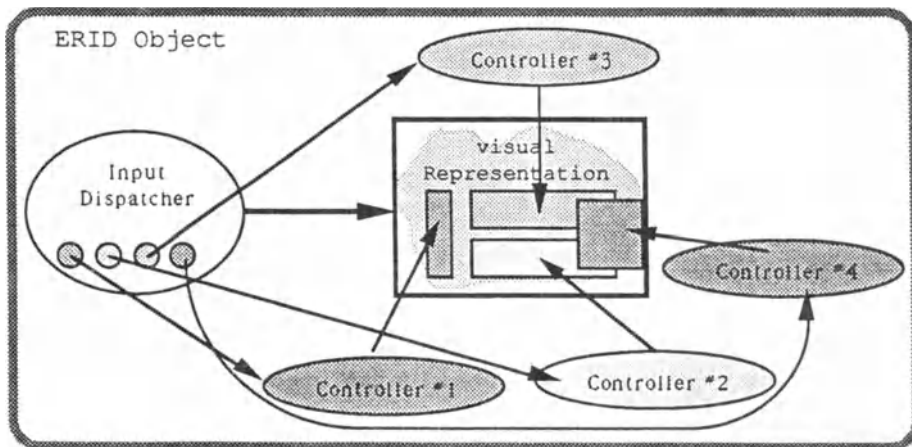 ERID Object
Controller #3
visual
Representation
Input
Dispatcher
Controller #4
Controller #1
Controller #2